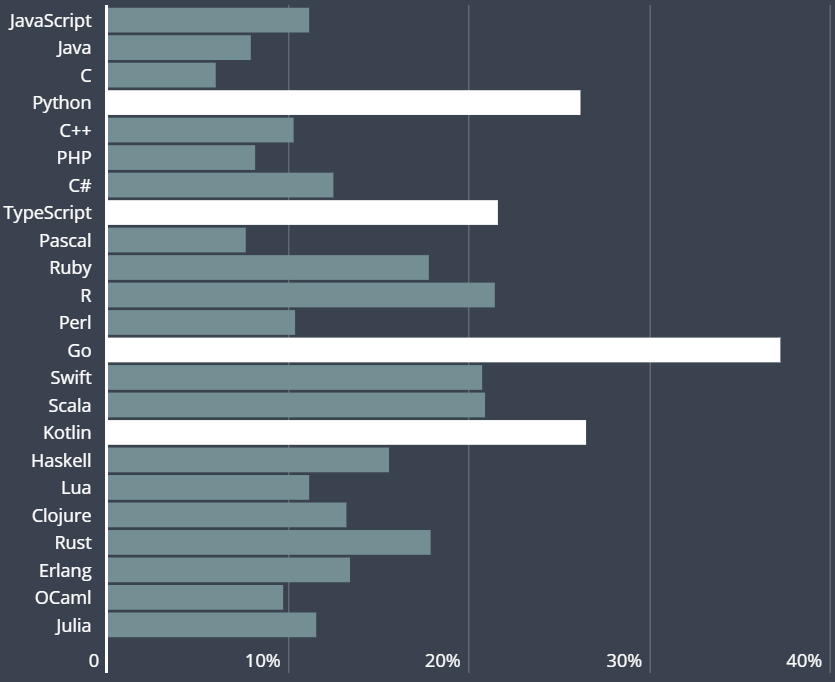 JavaScript
Java
C
Python
C++
PHP
C#
TypeScript
Pascal
Ruby
R
Perl
Go
Swift
Scala
Kotlin
Haskell
Lua
Clojure
Rust
Erlang
OCaml
Julia
0 10% 20% 30% 40%